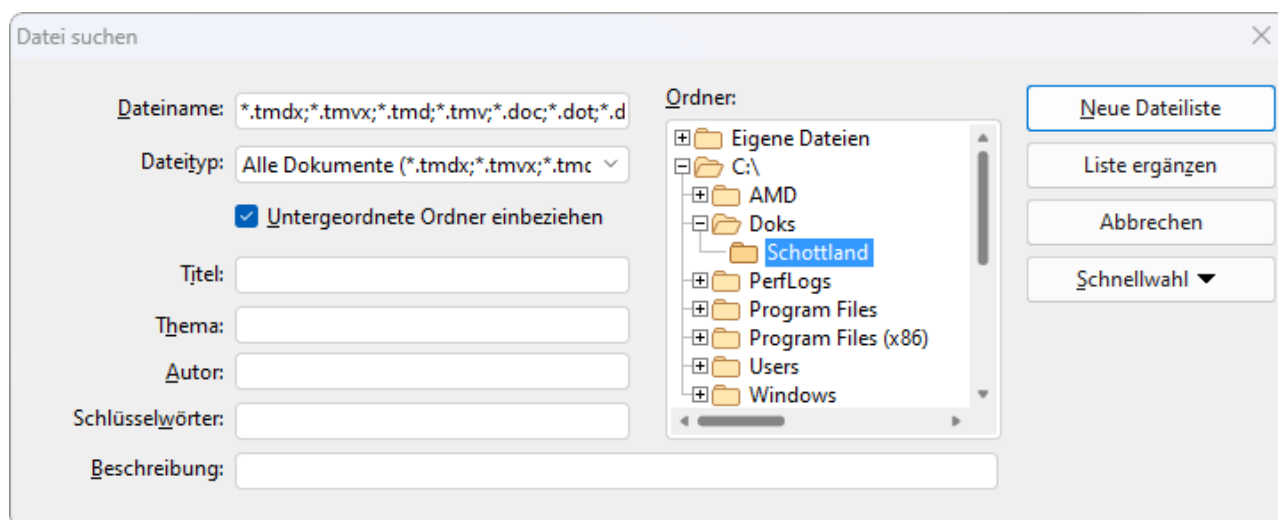 Datei suchen
Dateiname: *.tmdx;*.tmvx;*.tmd;*.tmv;*.doc;*.dot;*.d
Dateityp: Alle Dokumente (*.tmdx;*.tmvx;*.tmc
Untergeordnete Ordner einbeziehen
Titel:
Thema:
Autor:
Schlüsselwörter:
Beschreibung:
Ordner:
Eigene Dateien
C:\
AMD
Doks
Schottland
PerfLogs
Program Files
Program Files (x86)
Users
Windows
Neue Dateiliste
Liste ergänzen
Abbrechen
Schnellwahl